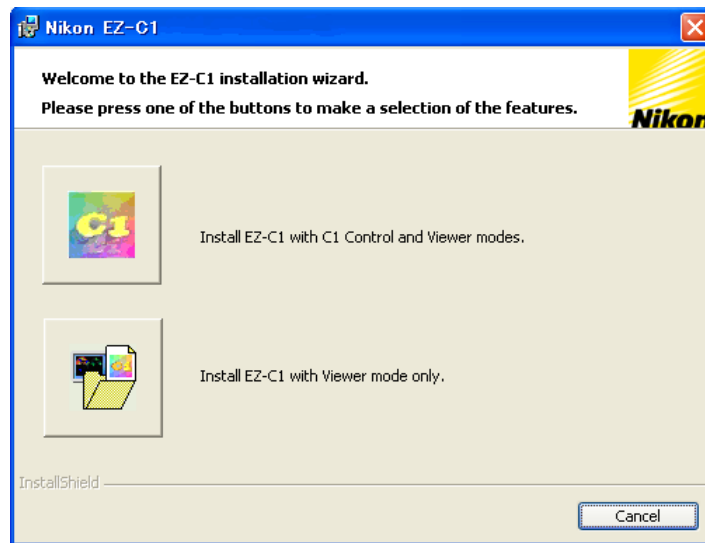 Nikon EZ-C1
Welcome to the EZ-C1 installation wizard.
Please press one of the buttons to make a selection of the features.
Nikon
C1
Install EZ-C1 with C1 Control and Viewer modes.
C1
Install EZ-C1 with Viewer mode only.
InstallShield
Cancel